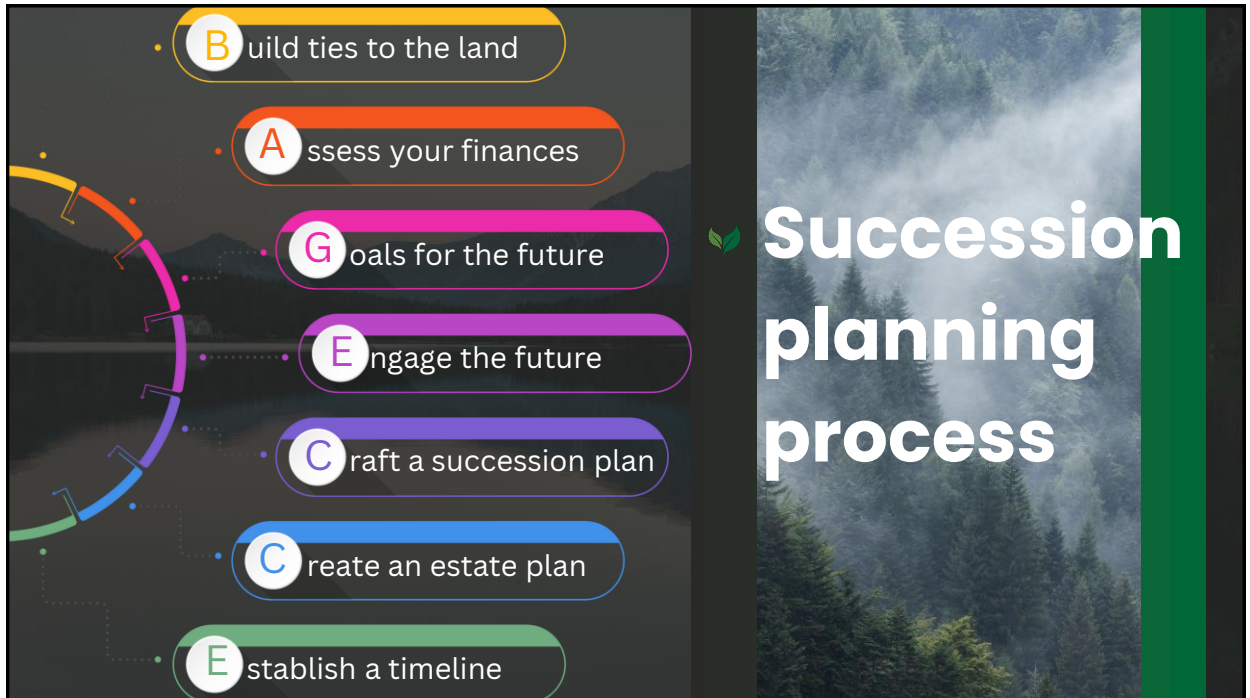 Build ties to the land
Assess your finances
Goals for the future
Engage the future
Craft a succession plan
Create an estate plan
Establish a timeline
Succession
planning
process